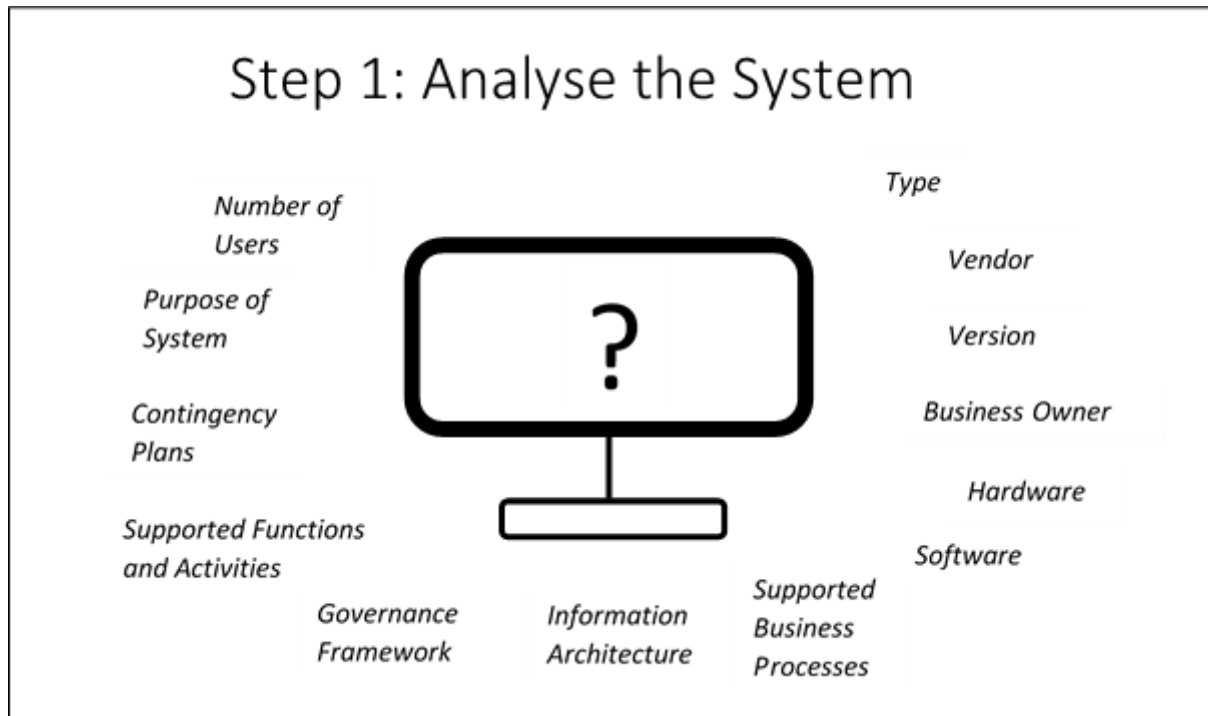 Step 1: Analyse the System
Number of
Users
Purpose of
System
Contingency
Plans
Supported Functions
and Activities
Governance
Framework
Information
Architecture
Supported
Business
Processes
Type
Vendor
Version
Business Owner
Hardware
Software
?